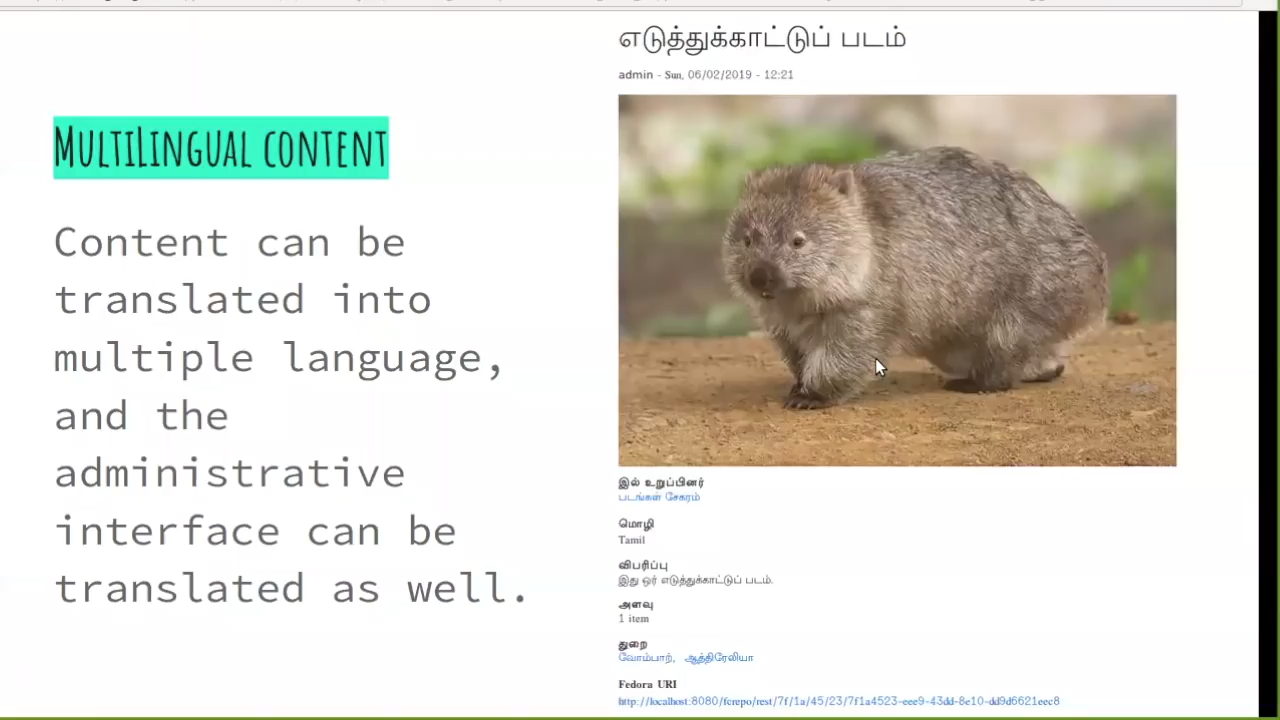 MultiLingual content
Content can be
translated into
multiple language,
and the
administrative
interface can be
translated as well.
எடுத்துக்காட்டுப் படம்
admin - Sun, 06/02/2019 - 12:21
இல் உறுப்பினர்
படங்கள் சேகரம்
மொழி
Tamil
விபரிப்பு
இது ஒர் எடுத்துக்காட்டுப் படம்.
அளவு
1 item
துறை
வோம்பாற், ஆத்திரேலியா
Fedora URI
http://localhost:8080/fcrepo/rest/7f/1a/45/23/7f1a4523-eee9-43dd-8e10-dd9d6621eec8